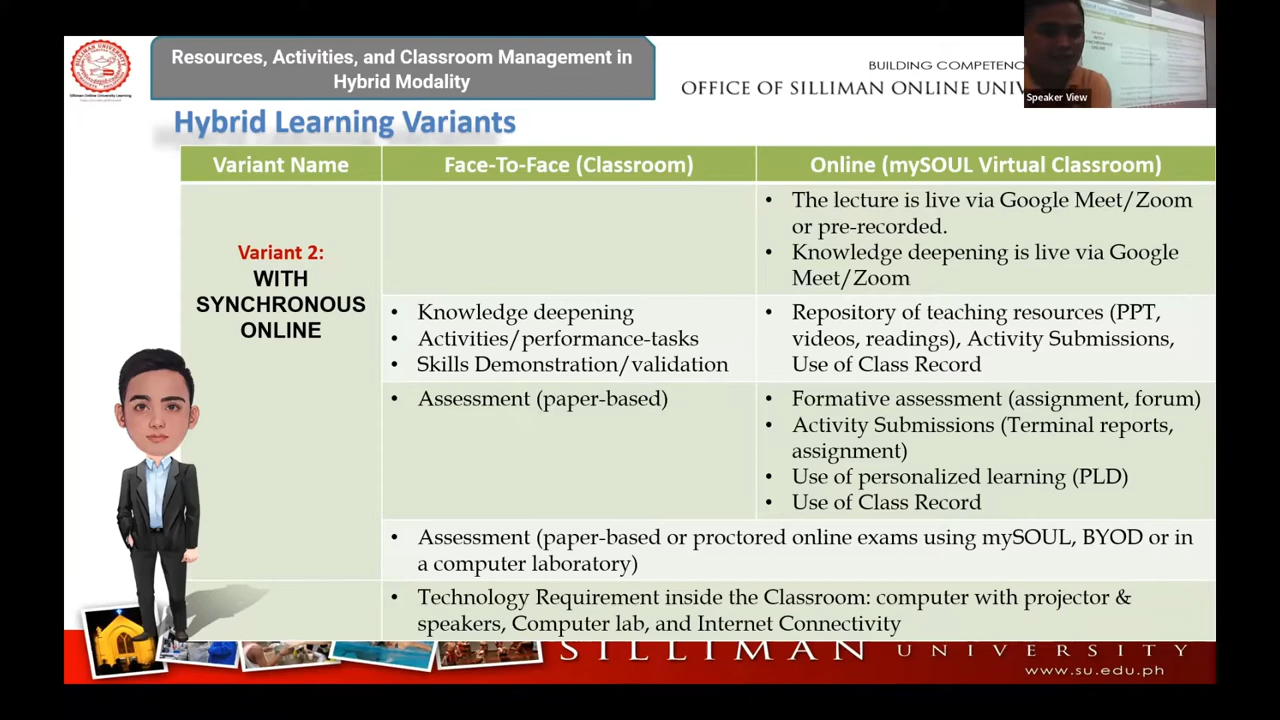 Resources, Activities, and Classroom Management in
Hybrid Modality
BUILDING COMPETENC
OFFICE OF SILLIMAN ONLINE
Speaker View
SILLIMAN UNIVERSITY
Silliman Online University Learning
Hybrid Learning Variants
Variant Name
Face-To-Face (Classroom)
Online (mySOUL Virtual Classroom)
Variant 2:
WITH
SYNCHRONOUS
ONLINE
• The lecture is live via Google Meet/Zoom
or pre-recorded.
• Knowledge deepening is live via Google
Meet/Zoom
• Knowledge deepening
• Activities/performance-tasks
• Skills Demonstration/validation
• Repository of teaching resources (PPT,
videos, readings), Activity Submissions,
Use of Class Record
• Assessment (paper-based)
• Formative assessment (assignment, forum)
• Activity Submissions (Terminal reports,
assignment)
• Use of personalized learning (PLD)
• Use of Class Record
• Assessment (paper-based or proctored online exams using mySOUL, BYOD or in
a computer laboratory)
• Technology Requirement inside the Classroom: computer with projector &
speakers, Computer lab, and Internet Connectivity
SILLIMAN UNIVERSITY
www.su.edu.ph